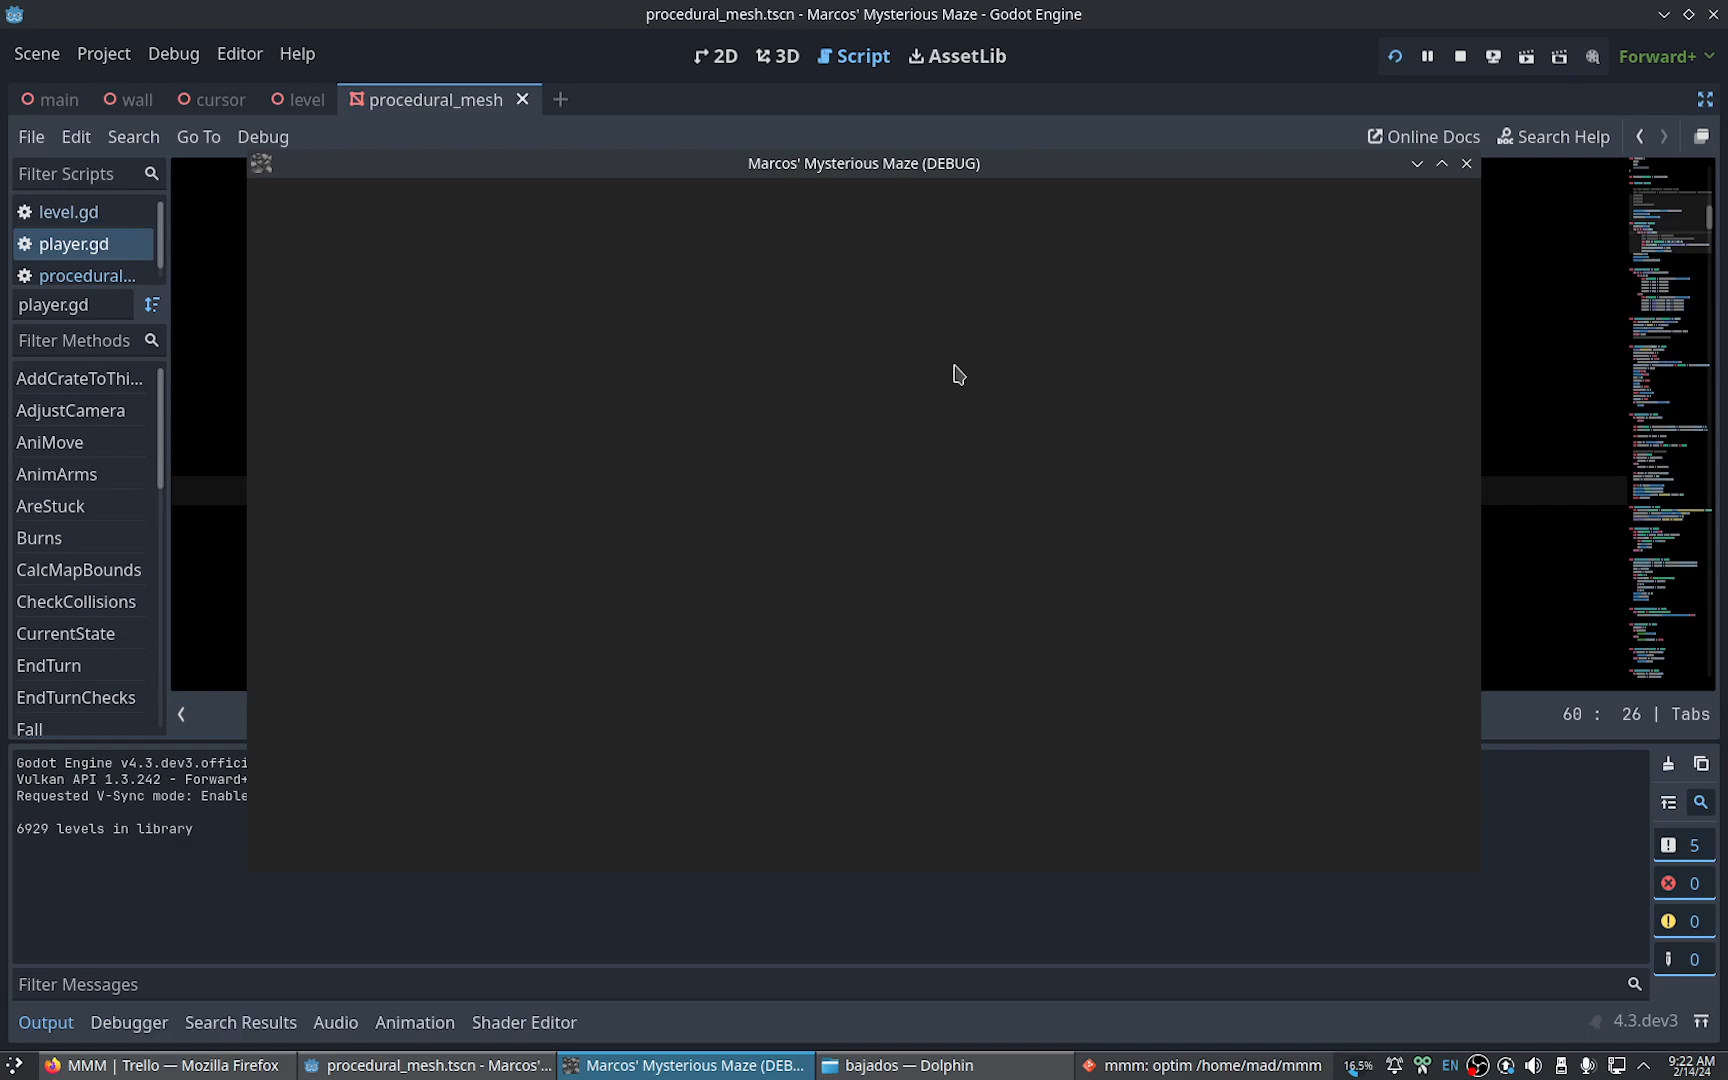 procedural_mesh.tscn - Marcos' Mysterious Maze - Godot Engine
Scene Project Debug Editor Help
2D 3D Script AssetLib
Forward+
main wall cursor level procedural_mesh
File Edit Search Go To Debug
Online Docs Search Help
Filter Scripts
Marcos' Mysterious Maze (DEBUG)
level.gd
player.gd
procedural...
player.gd
Filter Methods
AddCrateToThi...
AdjustCamera
AniMove
AnimArms
AreStuck
Burns
CalcMapBounds
CheckCollisions
CurrentState
EndTurn
EndTurnChecks
Fall
60 : 26 | Tabs
Godot Engine v4.3.dev3.offici
Vulkan API 1.3.242 - Forward+
Requested V-Sync mode: Enable
6929 levels in library
5
0
0
0
Filter Messages
Output Debugger Search Results Audio Animation Shader Editor
4.3.dev3
MMM | Trello — Mozilla Firefox
procedural_mesh.tscn - Marcos'...
Marcos' Mysterious Maze (DEB...
bajados — Dolphin
mmm: optim /home/mad/mmm
16.5%
EN
9:22 AM
2/14/24